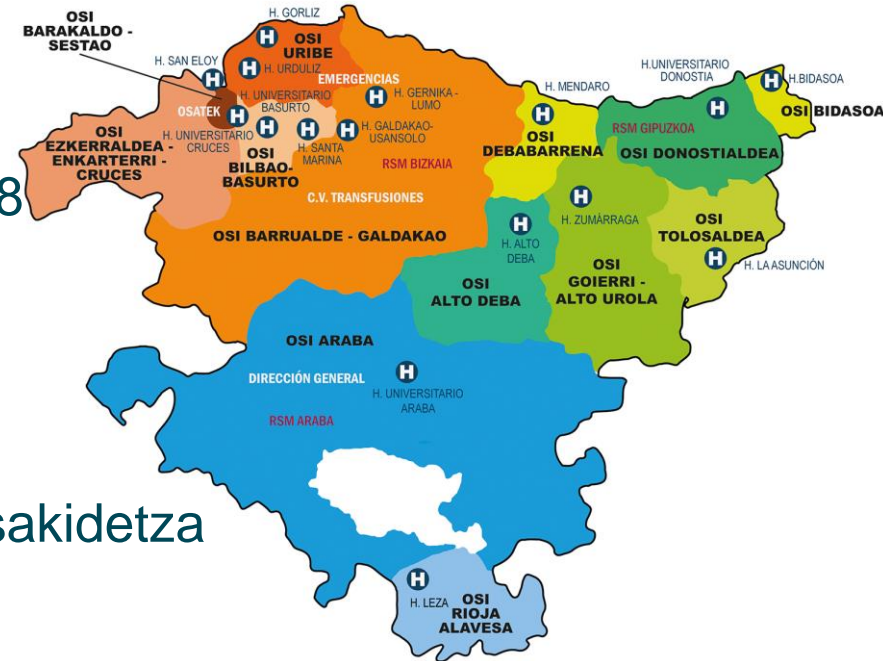 OSI
BARAKALDO -
SESTAO
H. GORLIZ
OSI
URIBE
H. SAN ELOY
H. URDULIZ
EMERGENCIAS
H. UNIVERSITARIO
BASURTO
H. GERNIKA -
LUMO
OSATEK
H. UNIVERSITARIO
CRUCES
H. SANTA
MARINA
H. GALDAKAO-
USANSOLO
OSI
EZKERRALDEA -
ENKARTERRI -
CRUCES
OSI
BILBAO-
BASURTO
RSM BIZKAIA
C.V. TRANSFUSIONES
OSI BARRUALDE - GALDAKAO
H. MENDARO
OSI
DEBABARRENA
H.UNIVERSITARIO
DONOSTIA
H.BIDASOA
OSI BIDASOA
RSM GIPUZKOA
OSI DONOSTIALDEA
H. ZUMÀRRAGA
OSI
TOLOSALDEA
H. ALTO
DEBA
H. LA ASUNCIÓN
OSI
ALTO DEBA
OSI
GOIERRI -
ALTO UROLA
8
OSI ARABA
DIRECCIÓN GENERAL
H. UNIVERSITARIO
ARABA
RSM ARABA
sakidetza
H. LEZA
OSI
RIOJA
ALAVESA